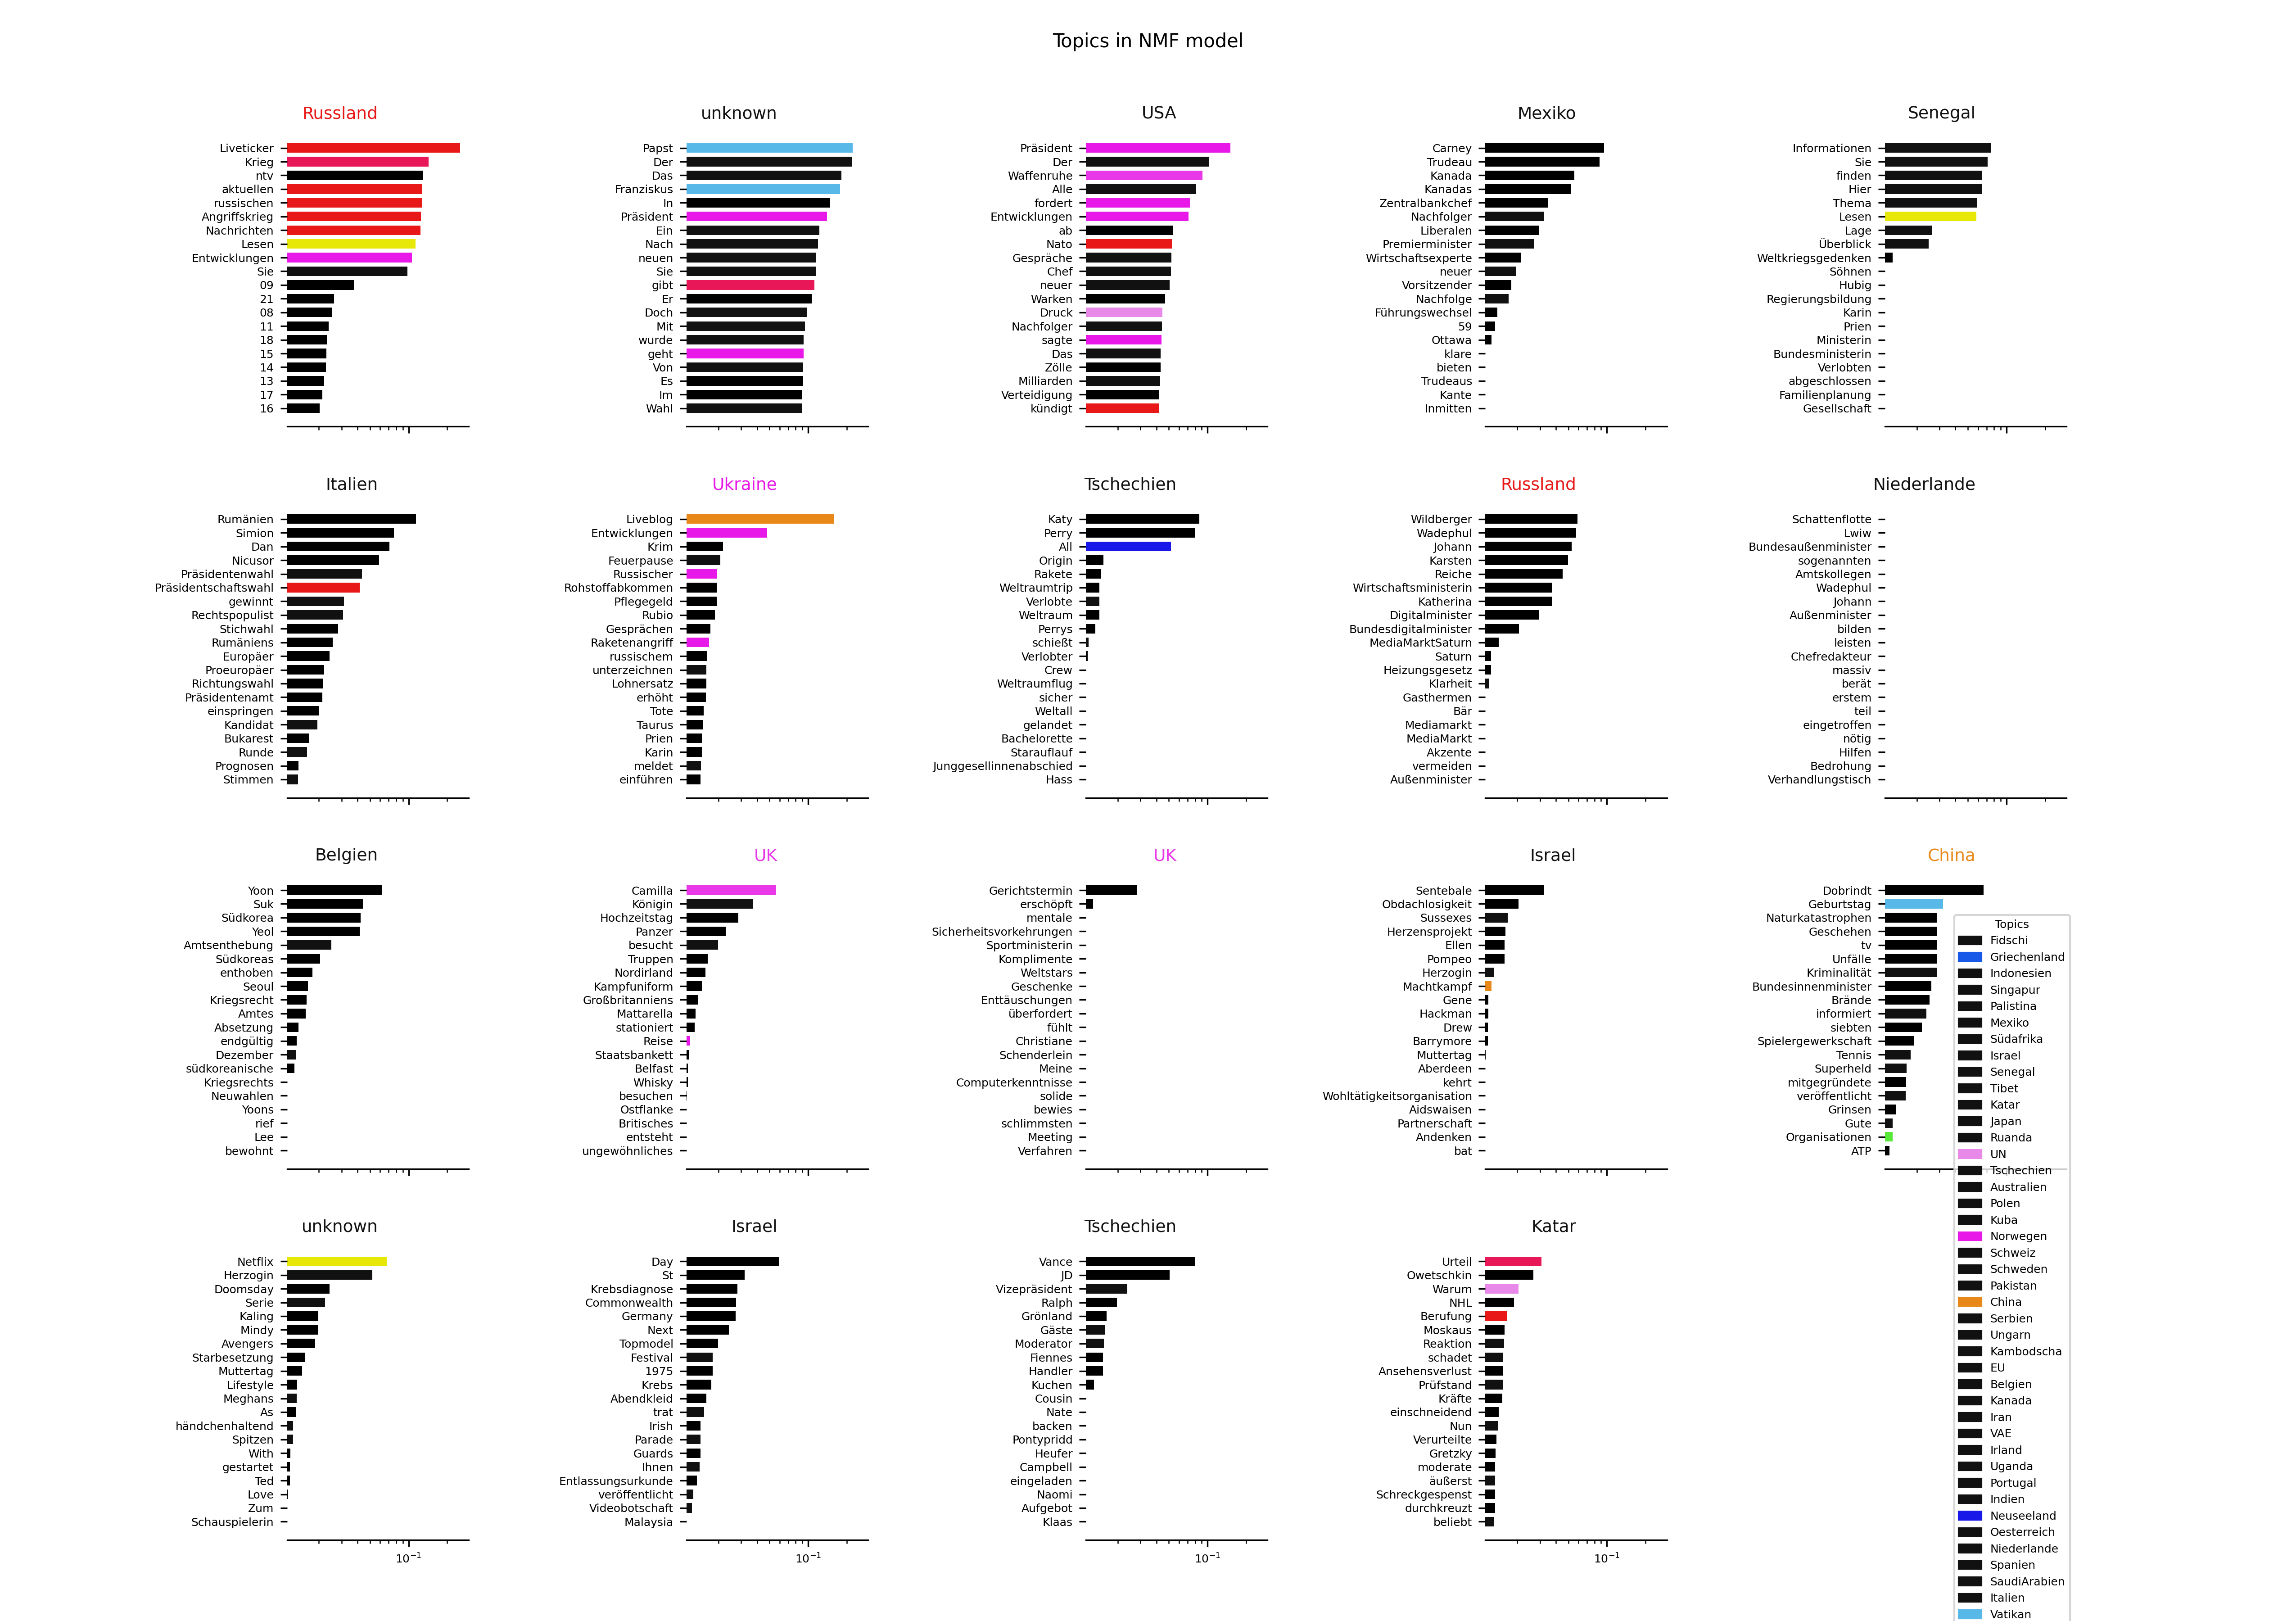 Topics in NMF model
Russland
Liveticker
Krieg
ntv
aktuellen
russischen
Angriffskrieg
Nachrichten
Lesen
Entwicklungen
Sie
09
21
08
11
18
15
14
13
17
16
unknown
Papst
Der
Das
Franziskus
In
Präsident
Ein
Nach
neuen
Sie
gibt
Er
Doch
Mit
wurde
geht
Von
Es
Im
Wahl
USA
Präsident
Der
Waffenruhe
Alle
fordert
Entwicklungen
ab
Nato
Gespräche
Chef
neuer
Warken
Druck
Nachfolger
sagte
Das
Zölle
Milliarden
Verteidigung
kündigt
Mexiko
Carney
Trudeau
Kanada
Kanadas
Zentralbankchef
Nachfolger
Liberalen
Premierminister
Wirtschaftsexperte
neuer
Vorsitzender
Nachfolge
Führungswechsel
59
Ottawa
klare
bieten
Trudeaus
Kante
Inmitten
Senegal
Informationen
Sie
finden
Hier
Thema
Lesen
Lage
Überblick
Weltkriegsgedenken
Söhnen
Hubig
Regierungsbildung
Karin
Prien
Ministerin
Bundesministerin
Verlobten
abgeschlossen
Familienplanung
Gesellschaft
Italien
Rumänien
Simion
Dan
Nicusor
Präsidentenwahl
Präsidentschaftswahl
gewinnt
Rechtspopulist
Stichwahl
Rumäniens
Europäer
Proeuropäer
Richtungswahl
Präsidentenamt
einspringen
Kandidat
Bukarest
Runde
Prognosen
Stimmen
Ukraine
Liveblog
Entwicklungen
Krim
Feuerpause
Russischer
Rohstoffabkommen
Pflegegeld
Rubio
Gesprächen
Raketenangriff
russischem
unterzeichnen
Lohnersatz
erhöht
Tote
Taurus
Prien
Karin
meldet
einführen
Tschechien
Katy
Perry
All
Origin
Rakete
Weltraumtrip
Verlobte
Weltraum
Perrys
schießt
Verlobter
Crew
Weltraumflug
sicher
Weltall
gelandet
Bachelorette
Starauflauf
Junggesellinnenabschied
Hass
Russland
Wildberger
Wadephul
Johann
Karsten
Reiche
Wirtschaftsministerin
Katherina
Digitalminister
Bundesdigitalminister
MediaMarktSaturn
Saturn
Heizungsgesetz
Klarheit
Gasthermen
Bär
Mediamarkt
MediaMarkt
Akzente
vermeiden
Außenminister
Niederlande
Schattenflotte
Lwiw
Bundesaußenminister
sogenannten
Amtskollegen
Wadephul
Johann
Außenminister
bilden
leisten
Chefredakteur
massiv
berät
erstem
teil
eingetroffen
nötig
Hilfen
Bedrohung
Verhandlungstisch
Belgien
Yoon
Suk
Südkorea
Yeol
Amtsenthebung
Südkoreas
enthoben
Seoul
Kriegsrecht
Amtes
Absetzung
endgültig
Dezember
südkoreanische
Kriegsrechts
Neuwahlen
Yoons
rief
Lee
bewohnt
UK
Camilla
Königin
Hochzeitstag
Panzer
besucht
Truppen
Nordirland
Kampfuniform
Großbritanniens
Mattarella
stationiert
Reise
Staatsbankett
Belfast
Whisky
besuchen
Ostflanke
Britisches
entsteht
ungewöhnliches
UK
Gerichtstermin
erschöpft
mentale
Sicherheitsvorkehrungen
Sportministerin
Komplimente
Weltstars
Geschenke
Enttäuschungen
überfordert
fühlt
Christiane
Schenderlein
Meine
Computerkenntnisse
solide
bewies
schlimmsten
Meeting
Verfahren
Israel
Sentebale
Obdachlosigkeit
Sussexes
Herzensprojekt
Ellen
Pompeo
Herzogin
Machtkampf
Gene
Hackman
Drew
Barrymore
Muttertag
Aberdeen
kehrt
Wohltätigkeitsorganisation
Aidswaisen
Partnerschaft
Andenken
bat
China
Dobrindt
Geburtstag
Naturkatastrophen
Geschehen
tv
Unfälle
Kriminalität
Bundesinnenminister
Brände
informiert
siebten
Spielergewerkschaft
Tennis
Superheld
mitgegründete
veröffentlicht
Grinsen
Gute
Organisationen
ATP
unknown
Netflix
Herzogin
Doomsday
Serie
Kaling
Mindy
Avengers
Starbesetzung
Muttertag
Lifestyle
Meghans
As
händchenhaltend
Spitzen
With
gestartet
Ted
Love
Zum
Schauspielerin
10⁻¹
Israel
Day
St
Krebsdiagnose
Commonwealth
Germany
Next
Topmodel
Festival
1975
Krebs
Abendkleid
trat
Irish
Parade
Guards
Ihnen
Entlassungsurkunde
veröffentlicht
Videobotschaft
Malaysia
10⁻¹
Tschechien
Vance
JD
Vizepräsident
Ralph
Grönland
Gäste
Moderator
Fiennes
Handler
Kuchen
Cousin
Nate
backen
Pontypridd
Heufer
Campbell
eingeladen
Naomi
Aufgebot
Klaas
10⁻¹
Katar
Urteil
Owetschkin
Warum
NHL
Berufung
Moskaus
Reaktion
schadet
Ansehensverlust
Prüfstand
Kräfte
einschneidend
Nun
Verurteilte
Gretzky
moderate
äußerst
Schreckgespenst
durchkreuzt
beliebt
10⁻¹
Topics
Fidschi
Griechenland
Indonesien
Singapur
Palistina
Mexiko
Südafrika
Israel
Senegal
Tibet
Katar
Japan
Ruanda
UN
Tschechien
Australien
Polen
Kuba
Norwegen
Schweiz
Schweden
Pakistan
China
Serbien
Ungarn
Kambodscha
EU
Belgien
Kanada
Iran
VAE
Irland
Uganda
Portugal
Indien
Neuseeland
Oesterreich
Niederlande
Spanien
SaudiArabien
Italien
Vatikan